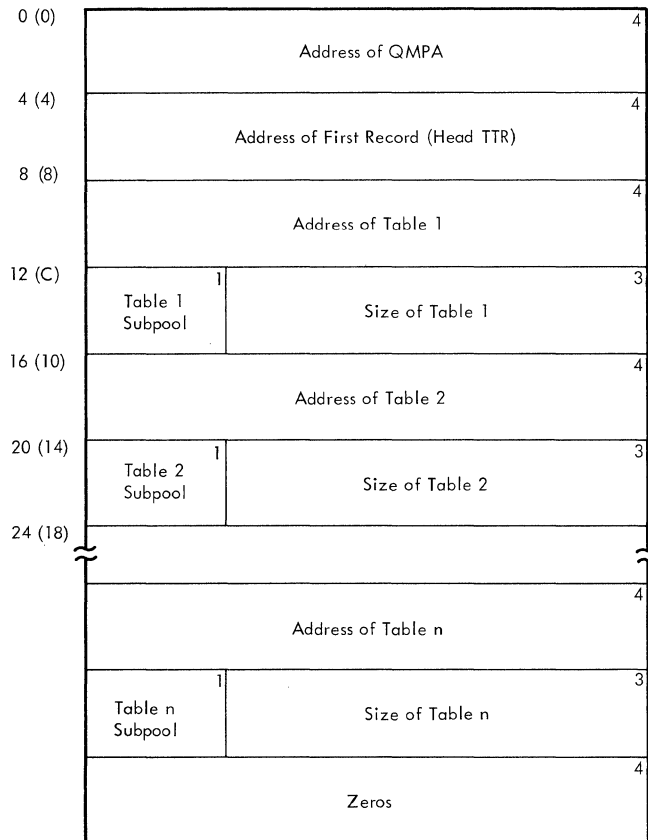 0 (0)
4
Address of QMPA
4 (4)
4
Address of First Record (Head TTR)
8 (8)
4
Address of Table 1
12 (C)
1
3
Table 1
Subpool
Size of Table 1
16 (10)
4
Address of Table 2
20 (14)
1
3
Table 2
Subpool
Size of Table 2
24 (18)
4
Address of Table n
1
3
Table n
Subpool
Size of Table n
4
Zeros